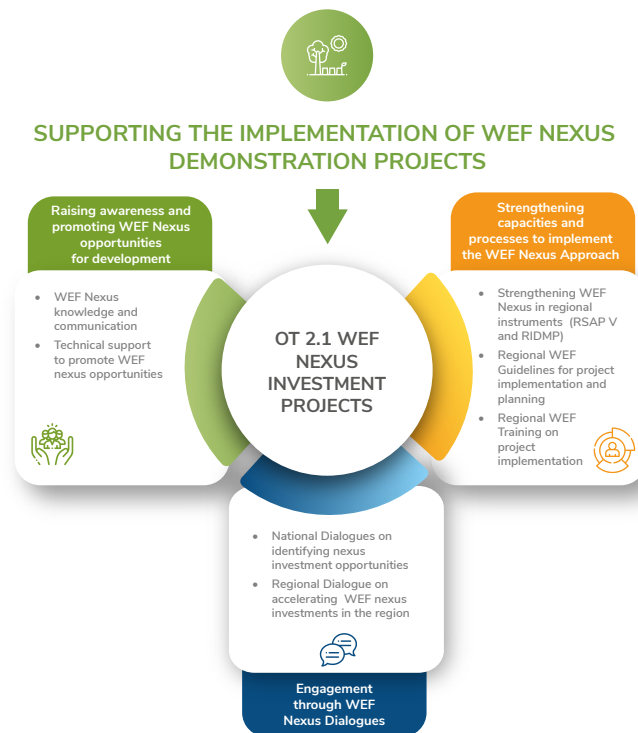 SUPPORTING THE IMPLEMENTATION OF WEF NEXUS
DEMONSTRATION PROJECTS
Raising awareness and
promoting WEF Nexus
opportunities
for development
• WEF Nexus
knowledge and
communication
• Technical support
to promote WEF
nexus opportunities
OT 2.1 WEF
NEXUS
INVESTMENT
PROJECTS
Strengthening
capacities and
processes to implement
the WEF Nexus Approach
• Strengthening WEF
Nexus in regional
instruments (RSAP V
and RIDMP)
• Regional WEF
Guidelines for project
implementation and
planning
• Regional WEF
Training on
project
implementation
• National Dialogues on
identifying nexus
investment opportunities
• Regional Dialogue on
accelerating WEF nexus
investments in the region
Engagement
through WEF
Nexus Dialogues